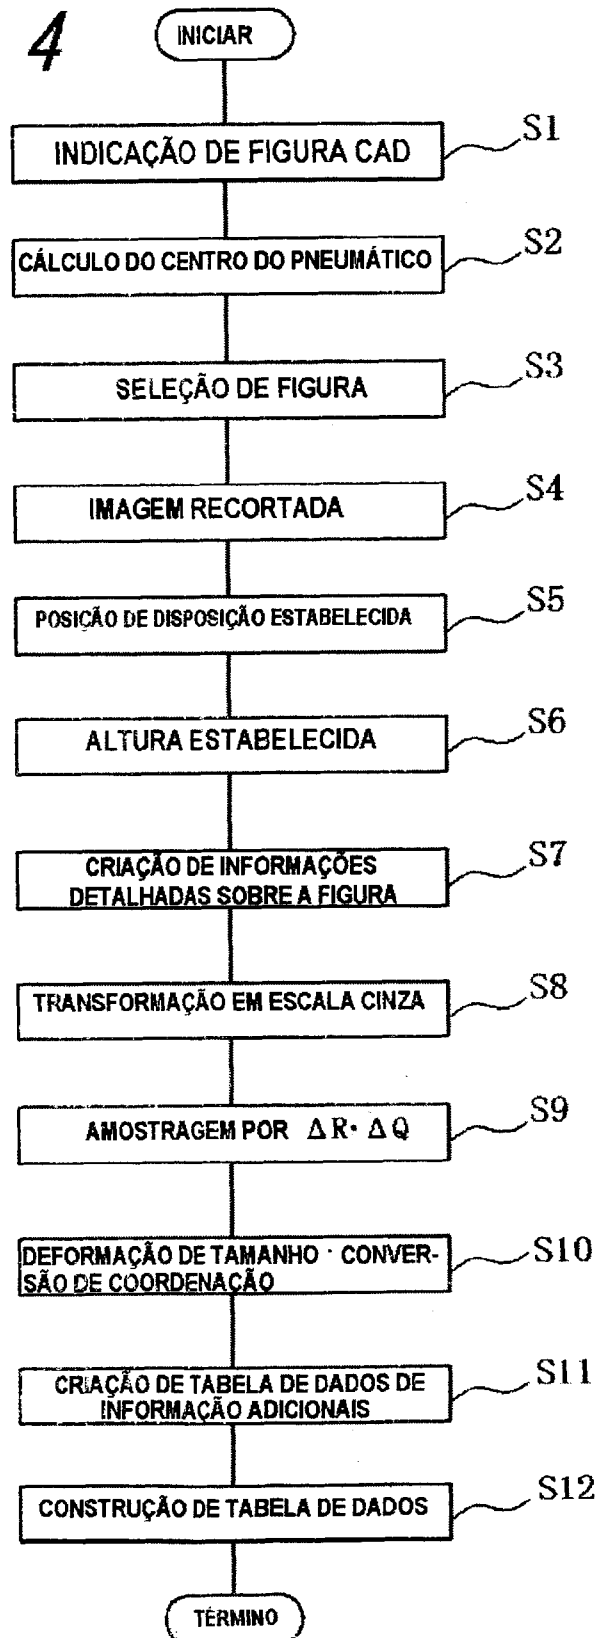 4
INICIAR
INDICAÇÃO DE FIGURA CAD
S1
CÁLCULO DO CENTRO DO PNEUMÁTICO
S2
SELEÇÃO DE FIGURA
S3
IMAGEM RECORTADA
S4
POSIÇÃO DE DISPOSIÇÃO ESTABELECIDA
S5
ALTURA ESTABELECIDA
S6
CRIAÇÃO DE INFORMAÇÕES
DETALHADAS SOBRE A FIGURA
S7
TRANSFORMAÇÃO EM ESCALA CINZA
S8
AMOSTRAGEM POR ΔR· ΔQ
S9
DEFORMAÇÃO DE TAMANHO · CONVER-
SÃO DE COORDENAÇÃO
S10
CRIAÇÃO DE TABELA DE DADOS DE
INFORMAÇÃO ADICIONAIS
S11
CONSTRUÇÃO DE TABELA DE DADOS
S12
TÉRMINO